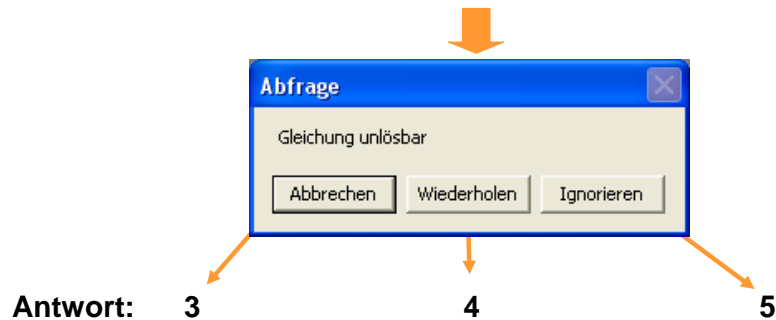 Abfrage
Gleichung unlösbar
Abbrechen Wiederholen Ignorieren
Antwort: 3 4 5